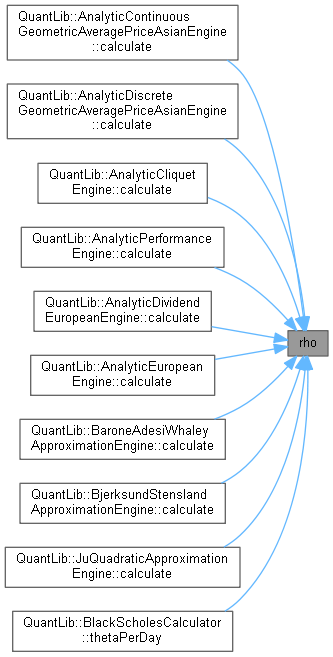 QuantLib::AnalyticContinuous
GeometricAveragePriceAsianEngine
::calculate
QuantLib::AnalyticDiscrete
GeometricAveragePriceAsianEngine
::calculate
QuantLib::AnalyticCliquet
Engine::calculate
QuantLib::AnalyticPerformance
Engine::calculate
QuantLib::AnalyticDividend
EuropeanEngine::calculate
rho
QuantLib::AnalyticEuropean
Engine::calculate
QuantLib::BaroneAdesiWhaley
ApproximationEngine::calculate
QuantLib::BjerksundStensland
ApproximationEngine::calculate
QuantLib::JuQuadraticApproximation
Engine::calculate
QuantLib::BlackScholesCalculator
::thetaPerDay